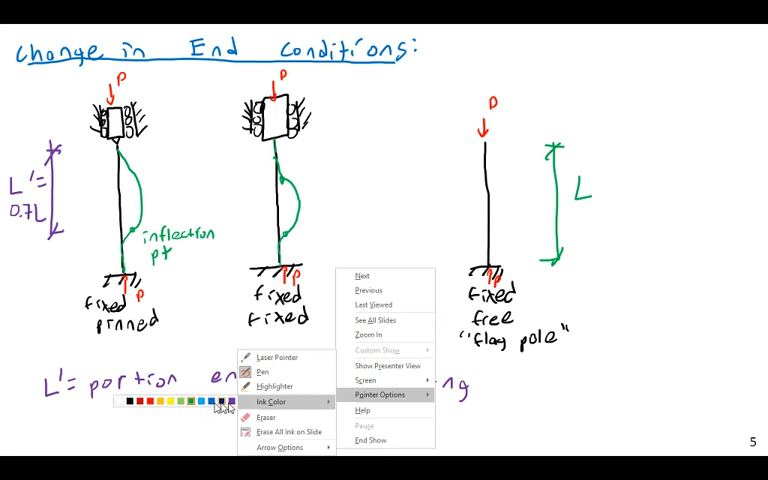 Change in End Conditions:
P
P
P
L'=
0.7L
L
inflection
pt
P
P
P
fixed
pinned
fixed
fixed
fixed
free
"flag pole"
L'= portion en
ng
Next
Previous
Last Viewed
See All Slides
Zoom In
Custom Show
Show Presenter View
Screen
Pointer Options
Help
Pause
End Show
Laser Pointer
Pen
Highlighter
Ink Color
Eraser
Erase All Ink on Slide
Arrow Options
5